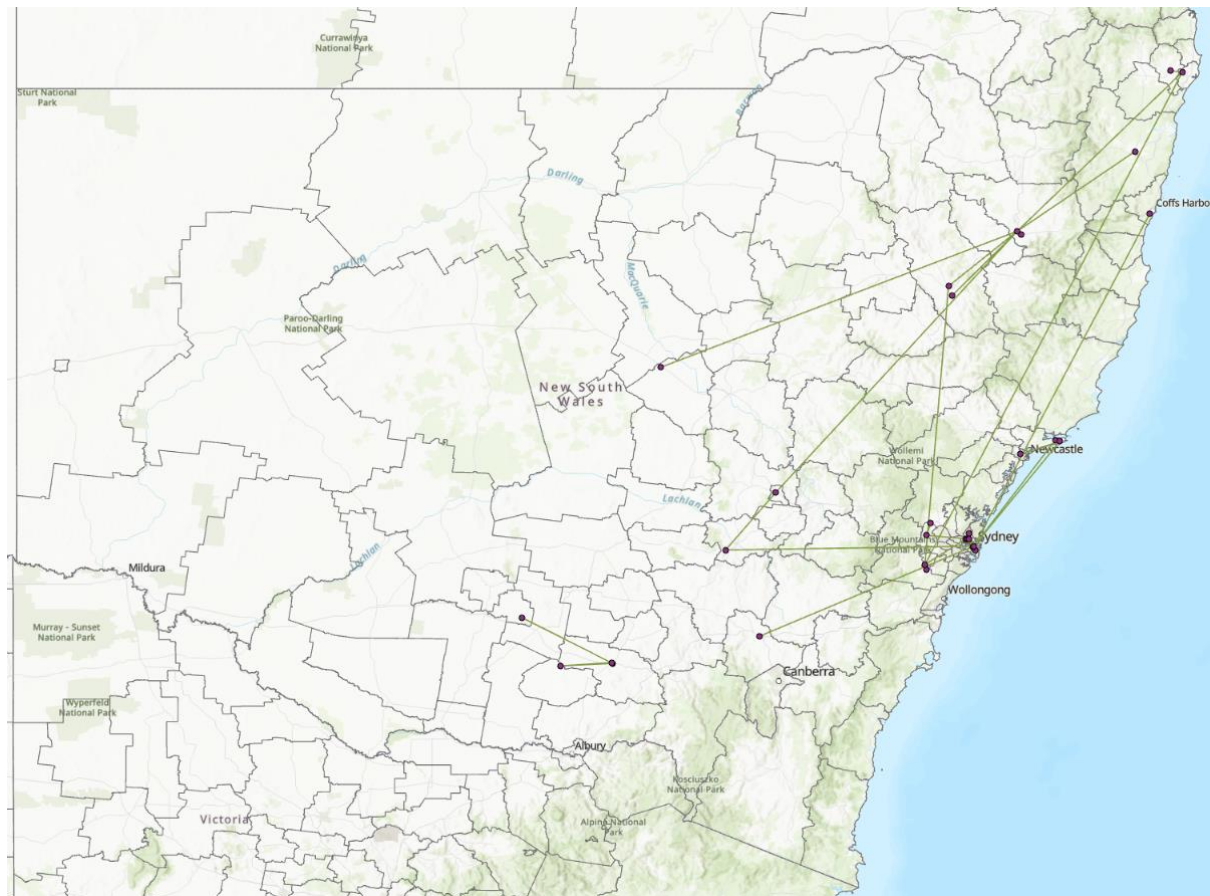 Currawinya
National Park
Sturt National
Park
Barwon
Darling
Coffs Harbo
Darling
MacQuarie
Paroo-Darling
National Park
New South
Wales
Wollemi
National Park
Newcastle
Lachlan
Blue Mountains
National Park
Sydney
Lachlan
Mildura
Wollongong
Murray - Sunset
National Park
Canberra
Wyperfeld
National Park
Albury
Kosciuszko
National Park
Victoria
Alpine National
Park